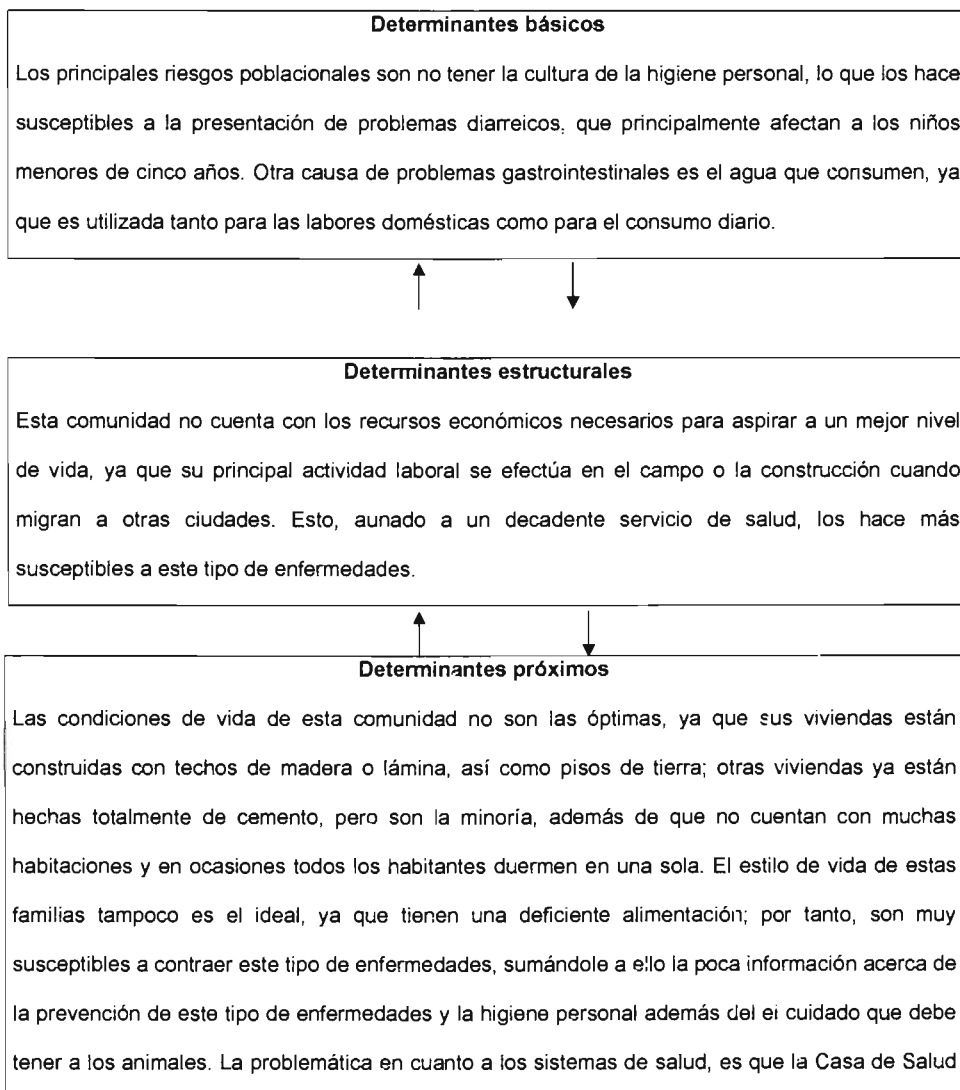 Determinantes básicos
Los principales riesgos poblacionales son no tener la cultura de la higiene personal, lo que los hace
susceptibles a la presentación de problemas diarreicos, que principalmente afectan a los niños
menores de cinco años. Otra causa de problemas gastrointestinales es el agua que consumen, ya
que es utilizada tanto para las labores domésticas como para el consumo diario.
Determinantes estructurales
Esta comunidad no cuenta con los recursos económicos necesarios para aspirar a un mejor nivel
de vida, ya que su principal actividad laboral se efectúa en el campo o la construcción cuando
migran a otras ciudades. Esto, aunado a un decadente servicio de salud, los hace más
susceptibles a este tipo de enfermedades.
Determinantes próximos
Las condiciones de vida de esta comunidad no son las óptimas, ya que sus viviendas están
construidas con techos de madera o lámina, así como pisos de tierra; otras viviendas ya están
hechas totalmente de cemento, pero son la minoría, además de que no cuentan con muchas
habitaciones y en ocasiones todos los habitantes duermen en una sola. El estilo de vida de estas
familias tampoco es el ideal, ya que tienen una deficiente alimentación; por tanto, son muy
susceptibles a contraer este tipo de enfermedades, sumándole a ello la poca información acerca de
la prevención de este tipo de enfermedades y la higiene personal además del el cuidado que debe
tener a los animales. La problemática en cuanto a los sistemas de salud, es que la Casa de Salud